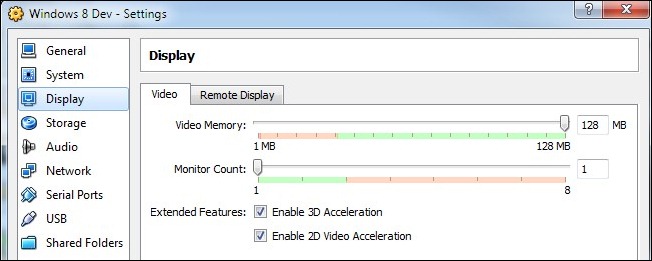 Windows 8 Dev - Settings
General
System
Display
Storage
Audio
Network
Serial Ports
USB
Shared Folders
Display
Video
Remote Display
Video Memory:
128 MB
1 MB
128 MB
Monitor Count:
1
1
8
Extended Features:
Enable 3D Acceleration
Enable 2D Video Acceleration